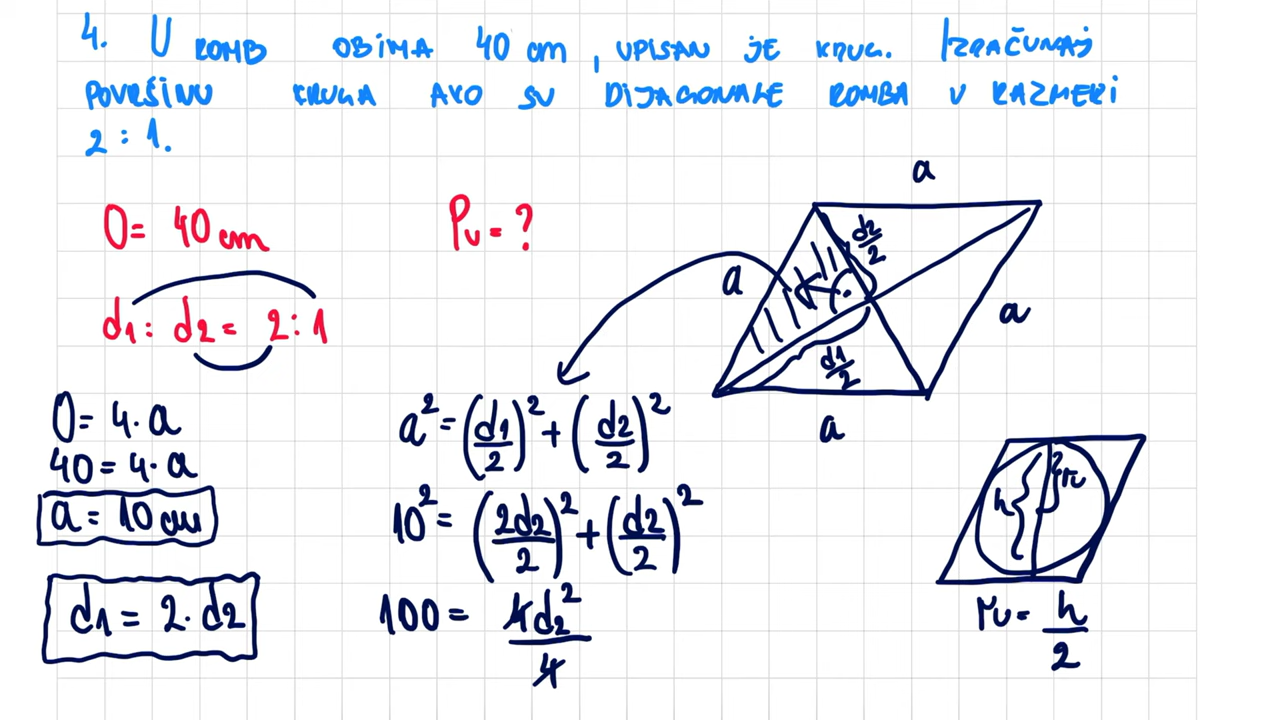 4. U ROMB OBIMA 40 cm, UPISAN JE KRUG. IZRAČUNAJ
POVRŠINU KRUGA AKO SU DIJAGONALE ROMBA U RAZMERI
2 : 1.
O = 40 cm
Pu = ?
d1 : d2 = 2 : 1
a
a
a
a
d2/2
d1/2
O = 4 · a
40 = 4 · a
a = 10 cm
d1 = 2 · d2
a² = (d1/2)² + (d2/2)²
10² = (2d2/2)² + (d2/2)²
100 = 4d2²/4
h
ru
ru = h/2